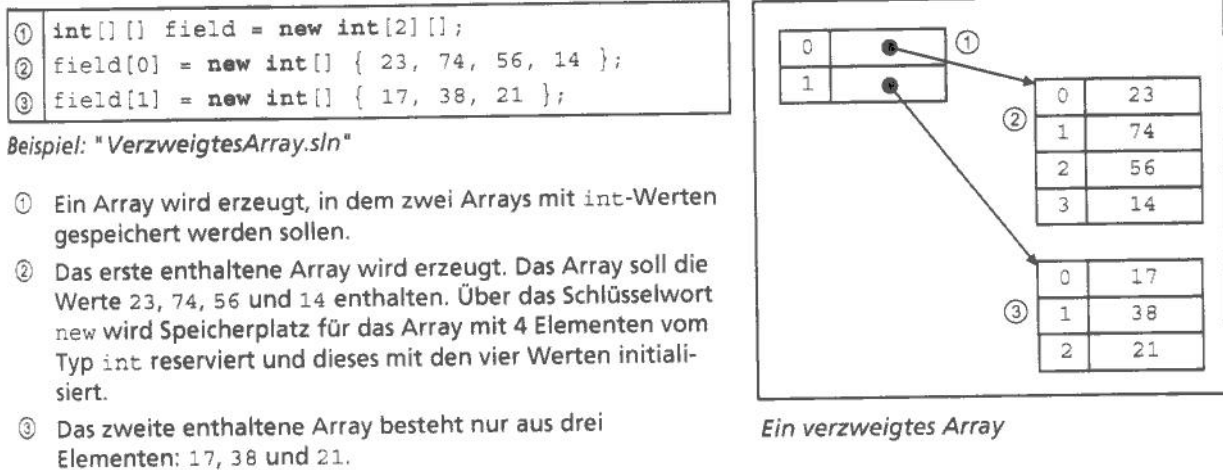 ① int[][] field = new int[2][];
② field[0] = new int[] { 23, 74, 56, 14 };
③ field[1] = new int[] { 17, 38, 21 };
Beispiel: "VerzweigtesArray.sln"
① Ein Array wird erzeugt, in dem zwei Arrays mit int-Werten
gespeichert werden sollen.
② Das erste enthaltene Array wird erzeugt. Das Array soll die
Werte 23, 74, 56 und 14 enthalten. Über das Schlüsselwort
new wird Speicherplatz für das Array mit 4 Elementen vom
Typ int reserviert und dieses mit den vier Werten initiali-
siert.
③ Das zweite enthaltene Array besteht nur aus drei
Elementen: 17, 38 und 21.
0 ①
1
②
0 23
1 74
2 56
3 14
③
0 17
1 38
2 21
Ein verzweigtes Array